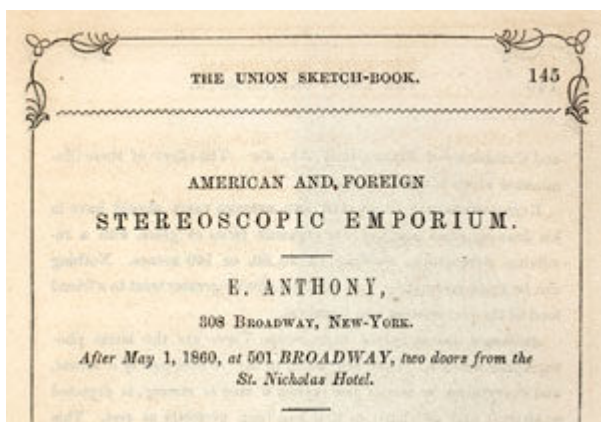 THE UNION SKETCH-BOOK. 145
AMERICAN AND, FOREIGN
STEREOSCOPIC EMPORIUM.
E. ANTHONY,
308 BROADWAY, NEW-YORK.
After May 1, 1860, at 501 BROADWAY, two doors from the
St. Nicholas Hotel.